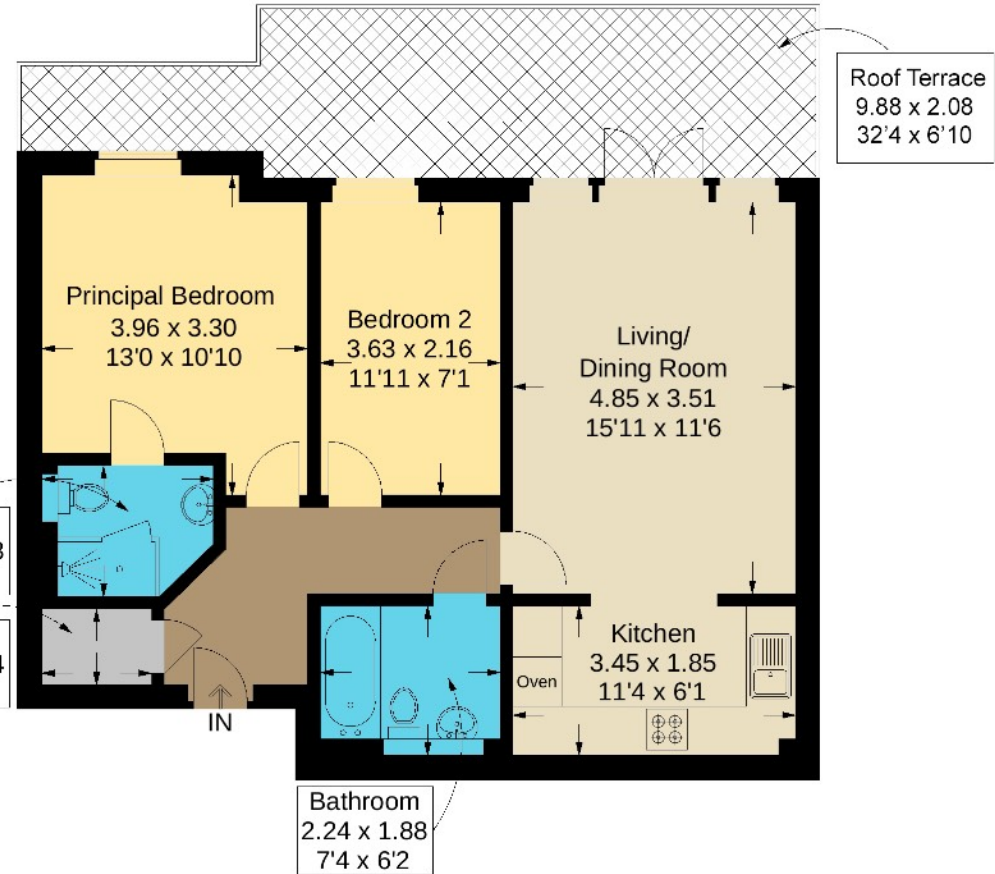 Roof Terrace
9.88 x 2.08
32'4 x 6'10
Principal Bedroom
3.96 x 3.30
13'0 x 10'10
Bedroom 2
3.63 x 2.16
11'11 x 7'1
Living/
Dining Room
4.85 x 3.51
15'11 x 11'6
Kitchen
3.45 x 1.85
11'4 x 6'1
Oven
IN
Bathroom
2.24 x 1.88
7'4 x 6'2